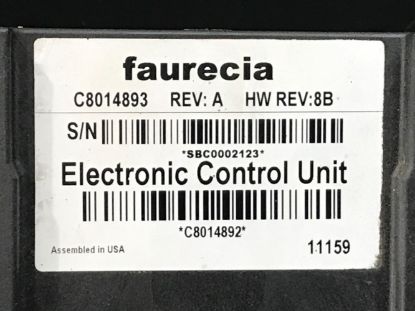 faurecia
C8014893 REV: A HW REV:8B
S/N
*SBC0002123*
Electronic Control Unit
*C8014892*
Assembled in USA 11159